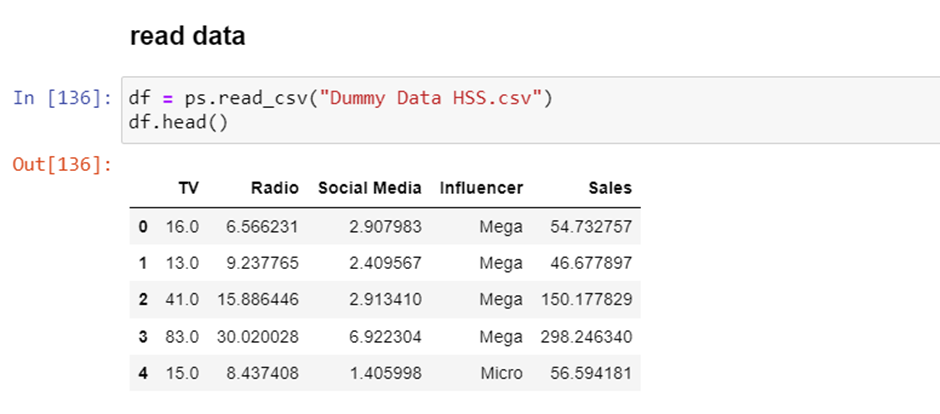 read data
In [136]: df = ps.read_csv("Dummy Data HSS.csv")
df.head()
Out[136]:
TV Radio Social Media Influencer Sales
0 16.0 6.566231 2.907983 Mega 54.732757
1 13.0 9.237765 2.409567 Mega 46.677897
2 41.0 15.886446 2.913410 Mega 150.177829
3 83.0 30.020028 6.922304 Mega 298.246340
4 15.0 8.437408 1.405998 Micro 56.594181